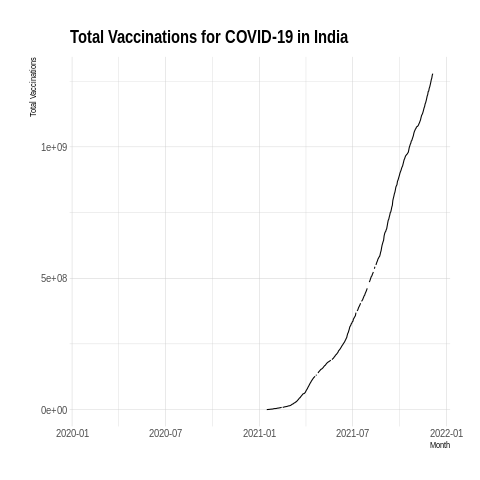 Total Vaccinations for COVID-19 in India
Total Vaccinations
1e+09
5e+08
0e+00
2020-01 2020-07 2021-01 2021-07 2022-01
Month